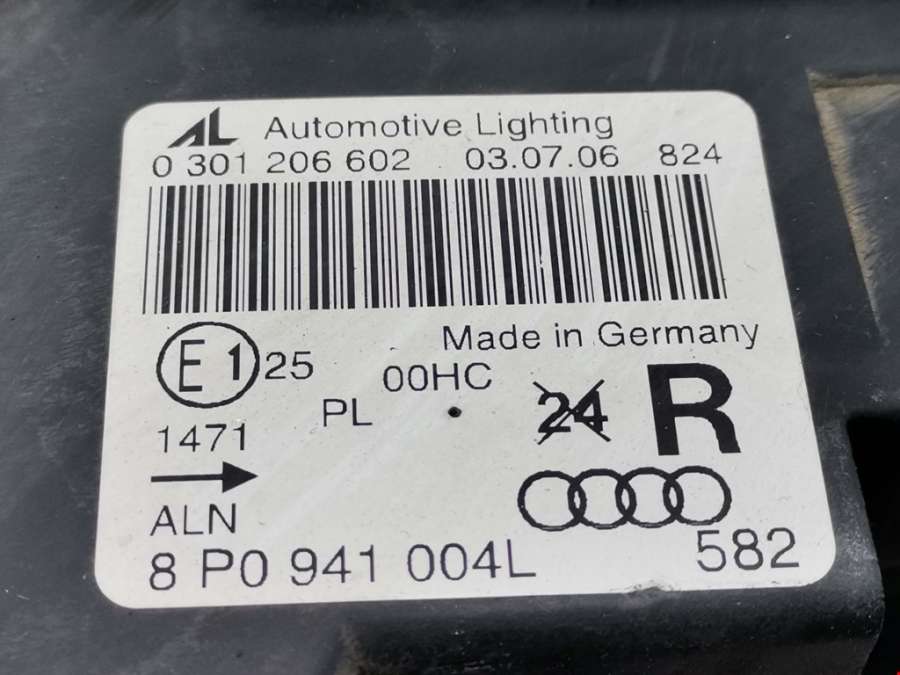 AL Automotive Lighting
0 301 206 602 03.07.06 824
Made in Germany
E1 25 00HC 24 R
PL
1471
ALN
8 P0 941 004L 582